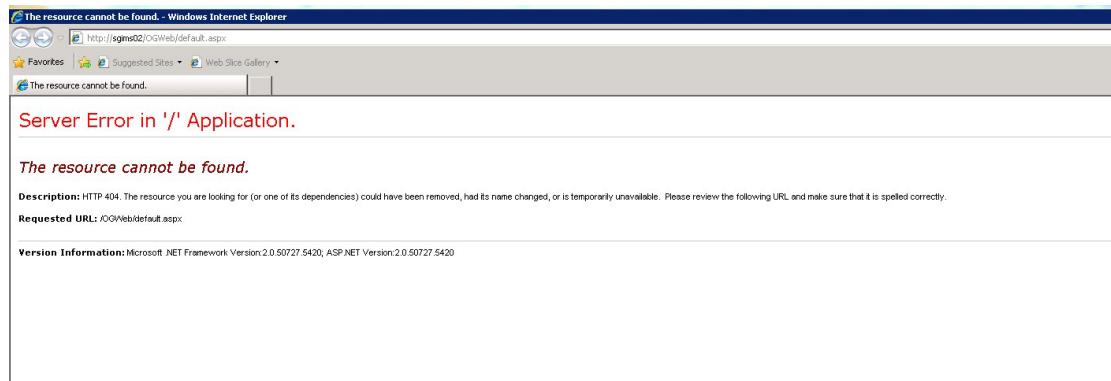 The resource cannot be found. - Windows Internet Explorer
http://sgims02/OGWeb/default.aspx
Favorites Suggested Sites Web Slice Gallery
The resource cannot be found.
Server Error in '/' Application.
The resource cannot be found.
Description: HTTP 404. The resource you are looking for (or one of its dependencies) could have been removed, had its name changed, or is temporarily unavailable. Please review the following URL and make sure that it is spelled correctly.
Requested URL: /OGWeb/default.aspx
Version Information: Microsoft .NET Framework Version:2.0.50727.5420; ASP.NET Version:2.0.50727.5420